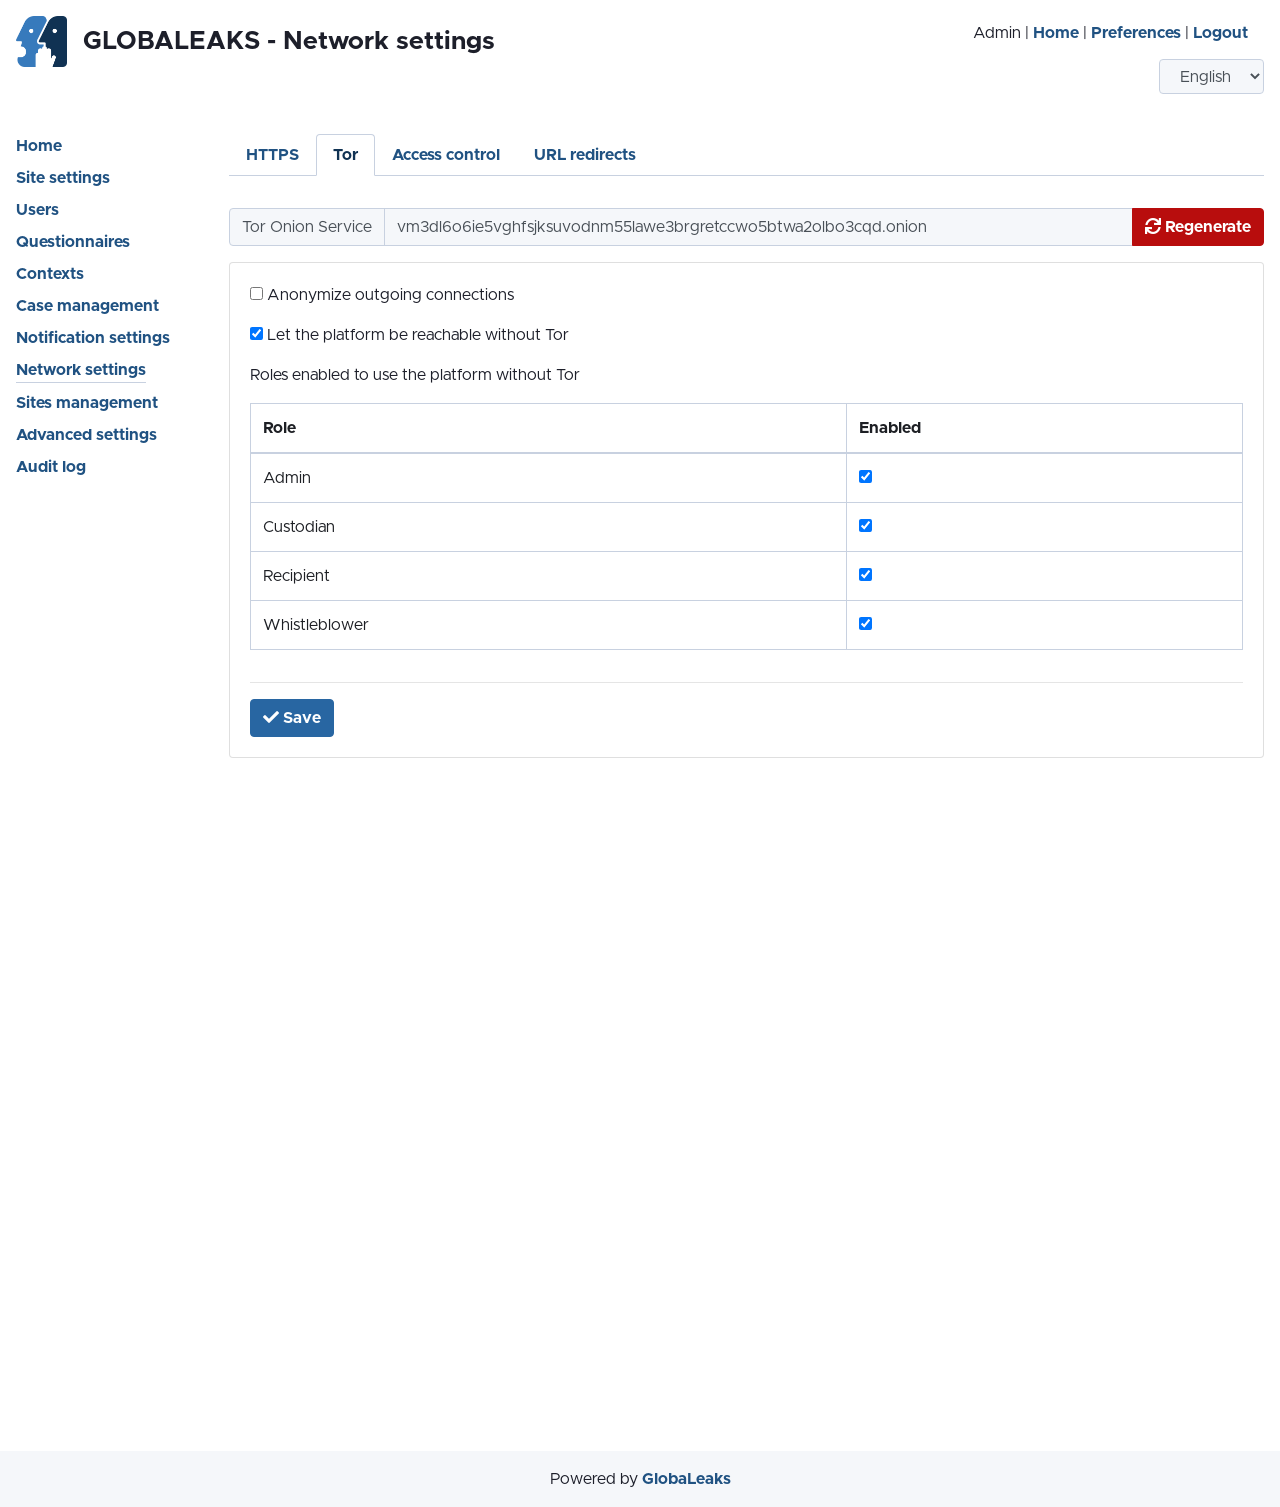 GLOBALEAKS - Network settings
Admin | Home | Preferences | Logout
English
Home
Site settings
Users
Questionnaires
Contexts
Case management
Notification settings
Network settings
Sites management
Advanced settings
Audit log
HTTPS Tor Access control URL redirects
Tor Onion Service vm3dl6o6ie5vghfsjksuvodnm55lawe3brgretccwo5btwa2olbo3cqd.onion Regenerate
Anonymize outgoing connections
Let the platform be reachable without Tor
Roles enabled to use the platform without Tor
Role Enabled
Admin
Custodian
Recipient
Whistleblower
Save
Powered by GlobaLeaks